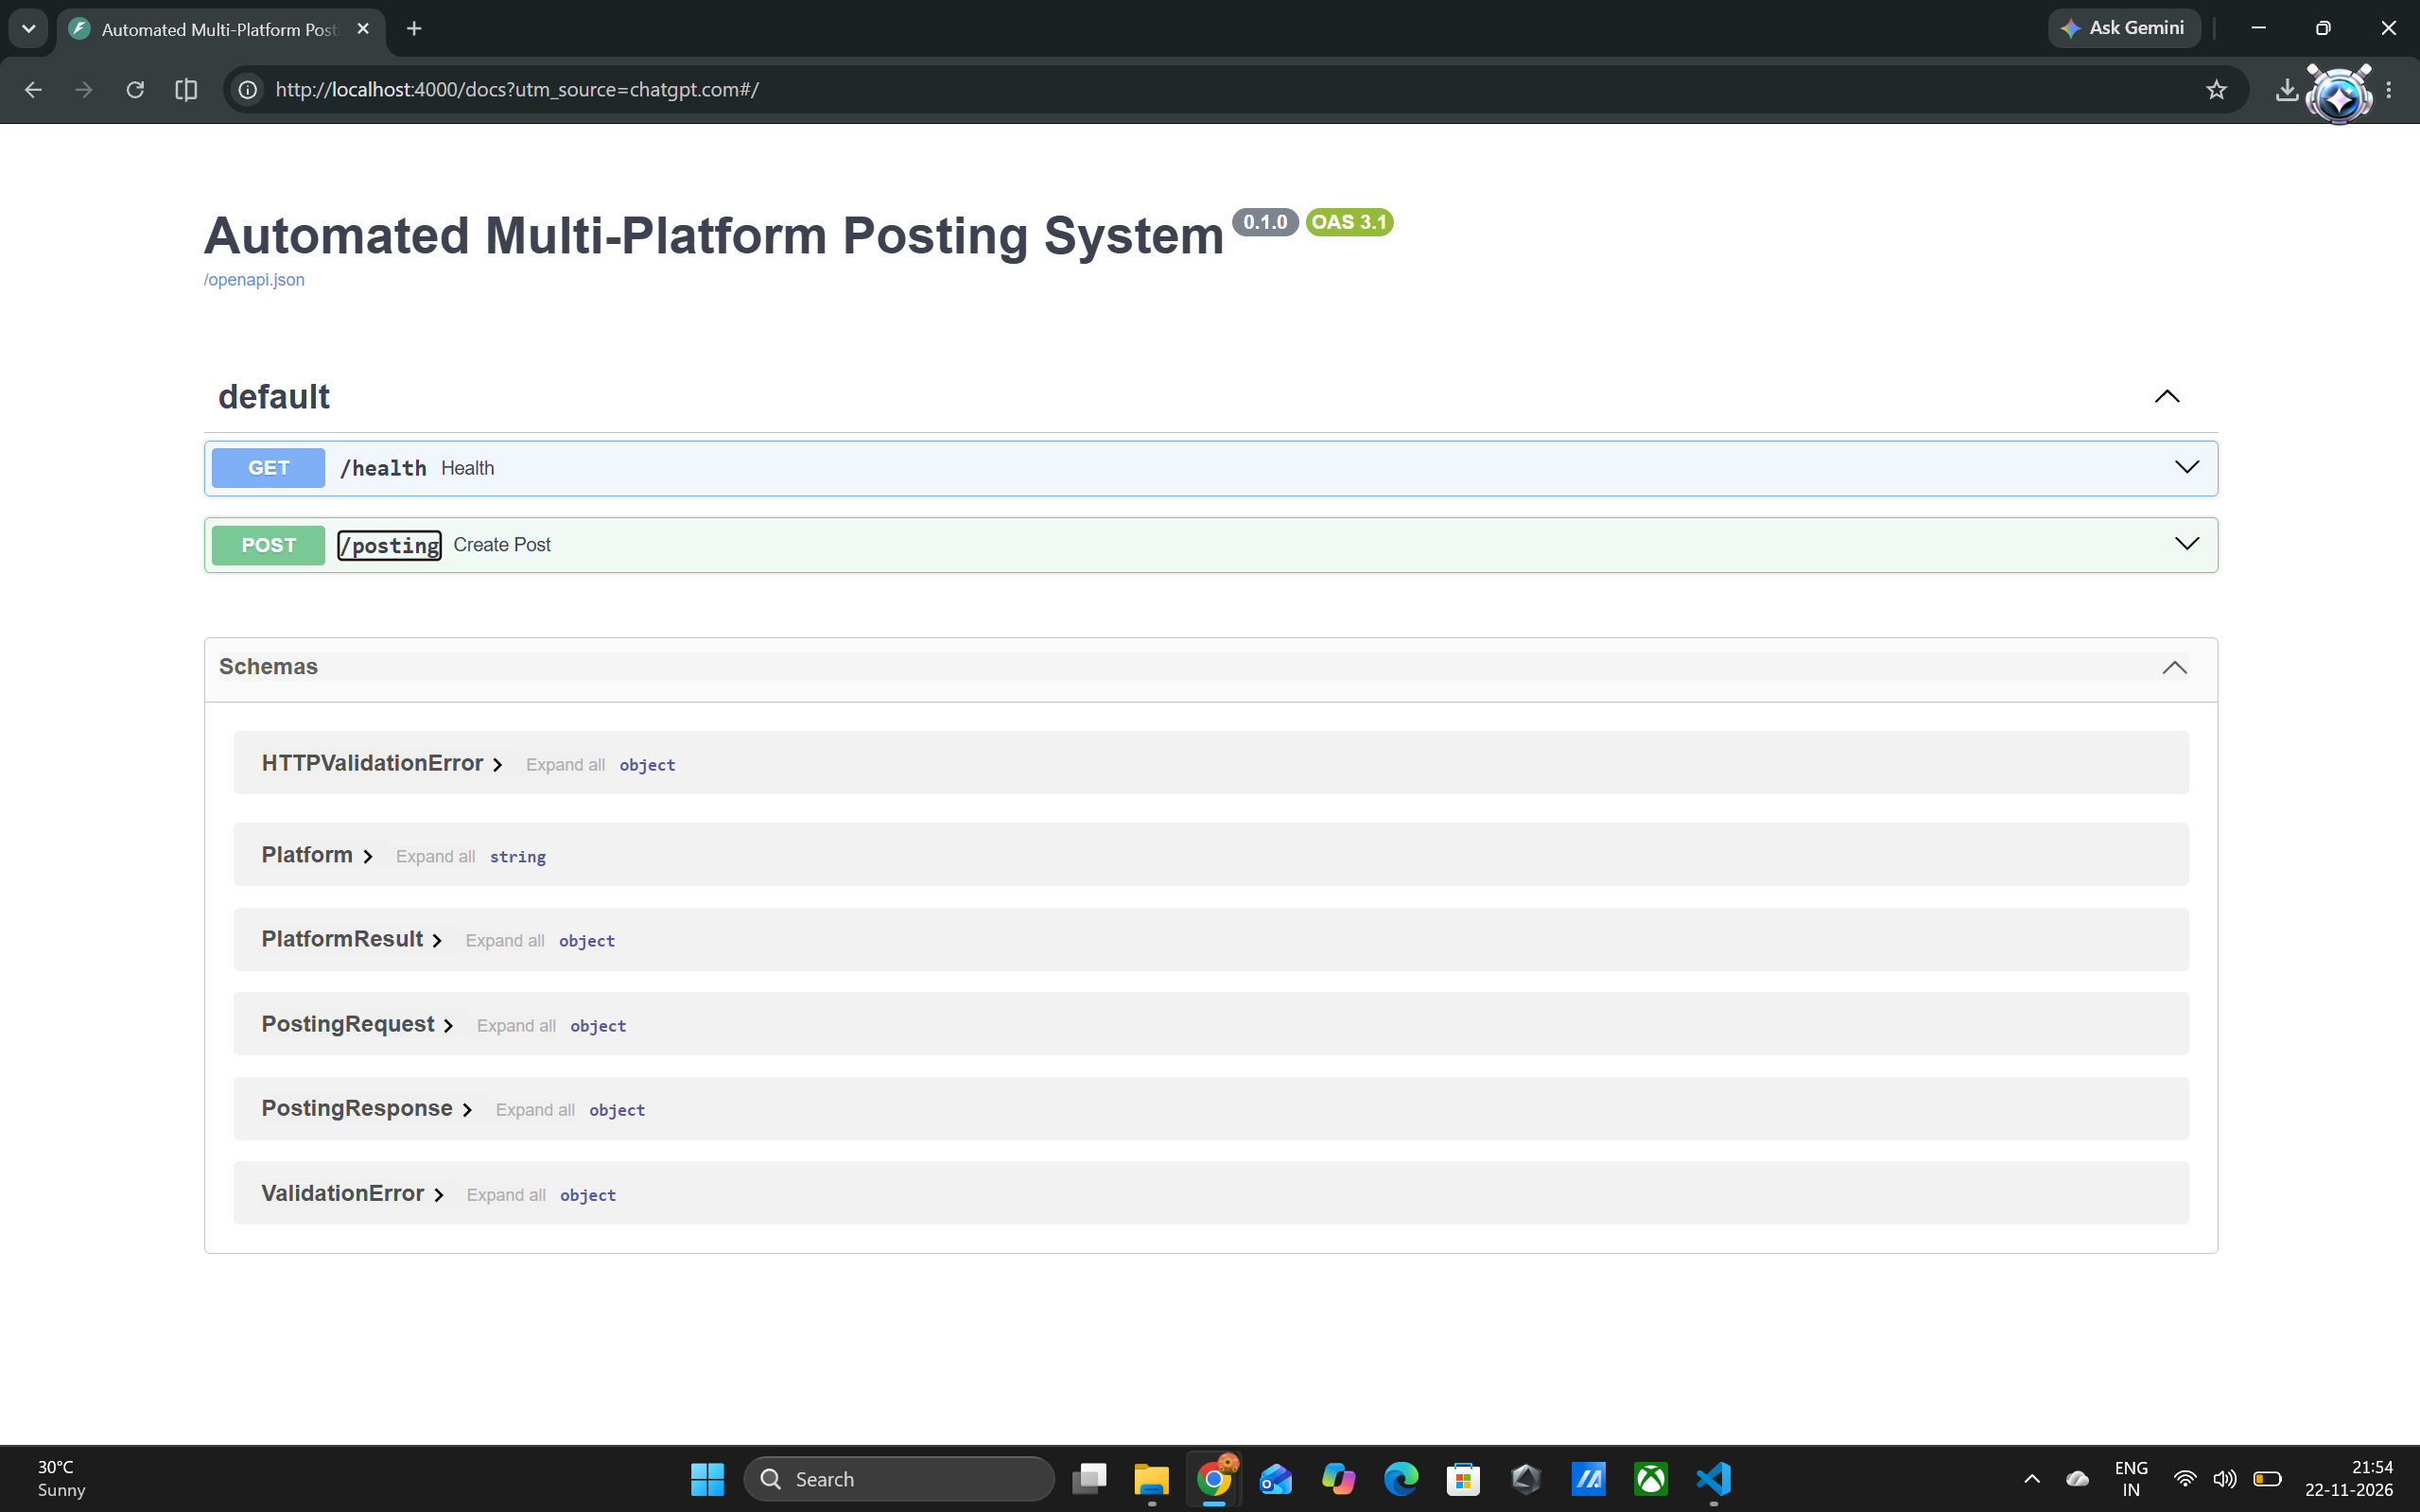 Automated Multi-Platform Post
Ask Gemini
http://localhost:4000/docs?utm_source=chatgpt.com#/
Automated Multi-Platform Posting System 0.1.0 OAS 3.1
/openapi.json
default
GET /health Health
POST /posting Create Post
Schemas
HTTPValidationError Expand all object
Platform Expand all string
PlatformResult Expand all object
PostingRequest Expand all object
PostingResponse Expand all object
ValidationError Expand all object
30°C
Sunny
Search
ENG
IN
21:54
22-11-2026